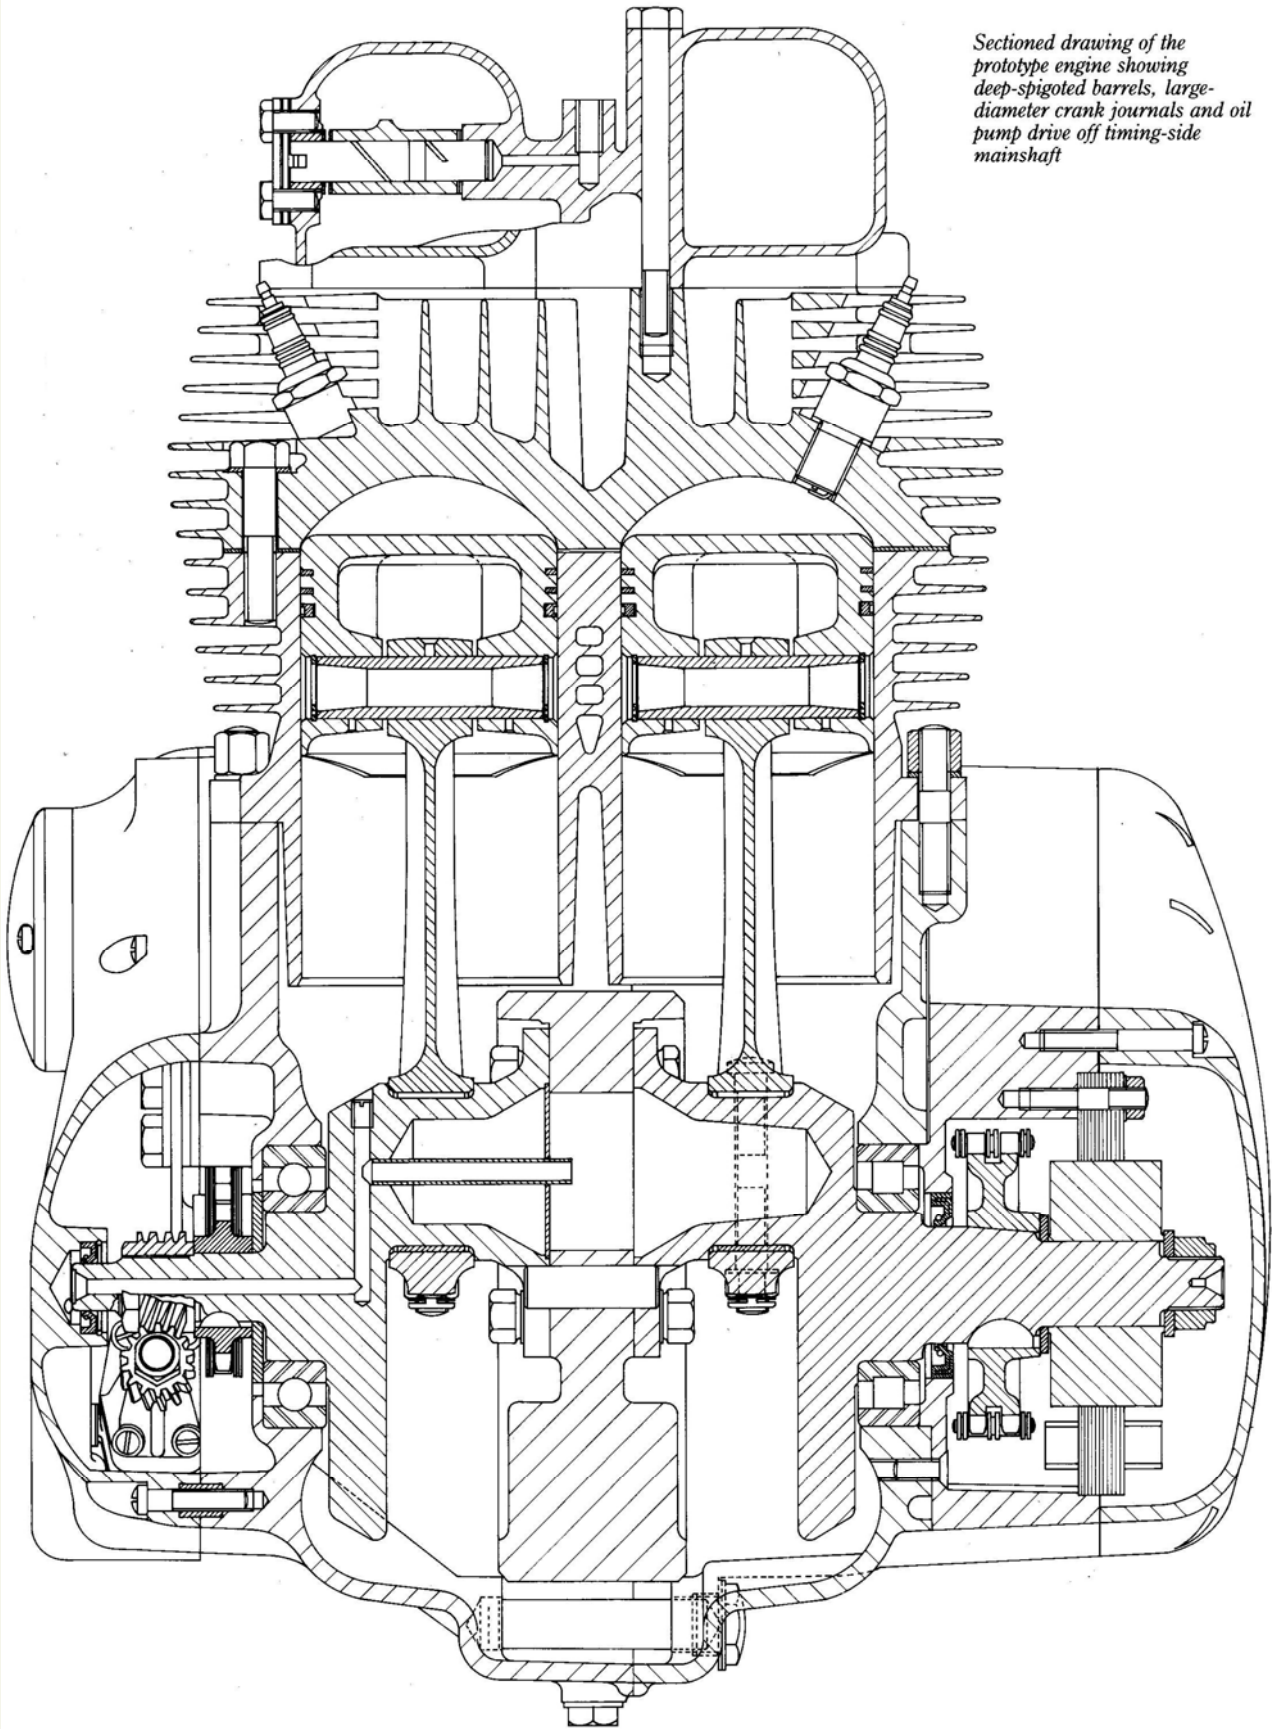 Sectioned drawing of the
prototype engine showing
deep-spigoted barrels, large-
diameter crank journals and oil
pump drive off timing-side
mainshaft